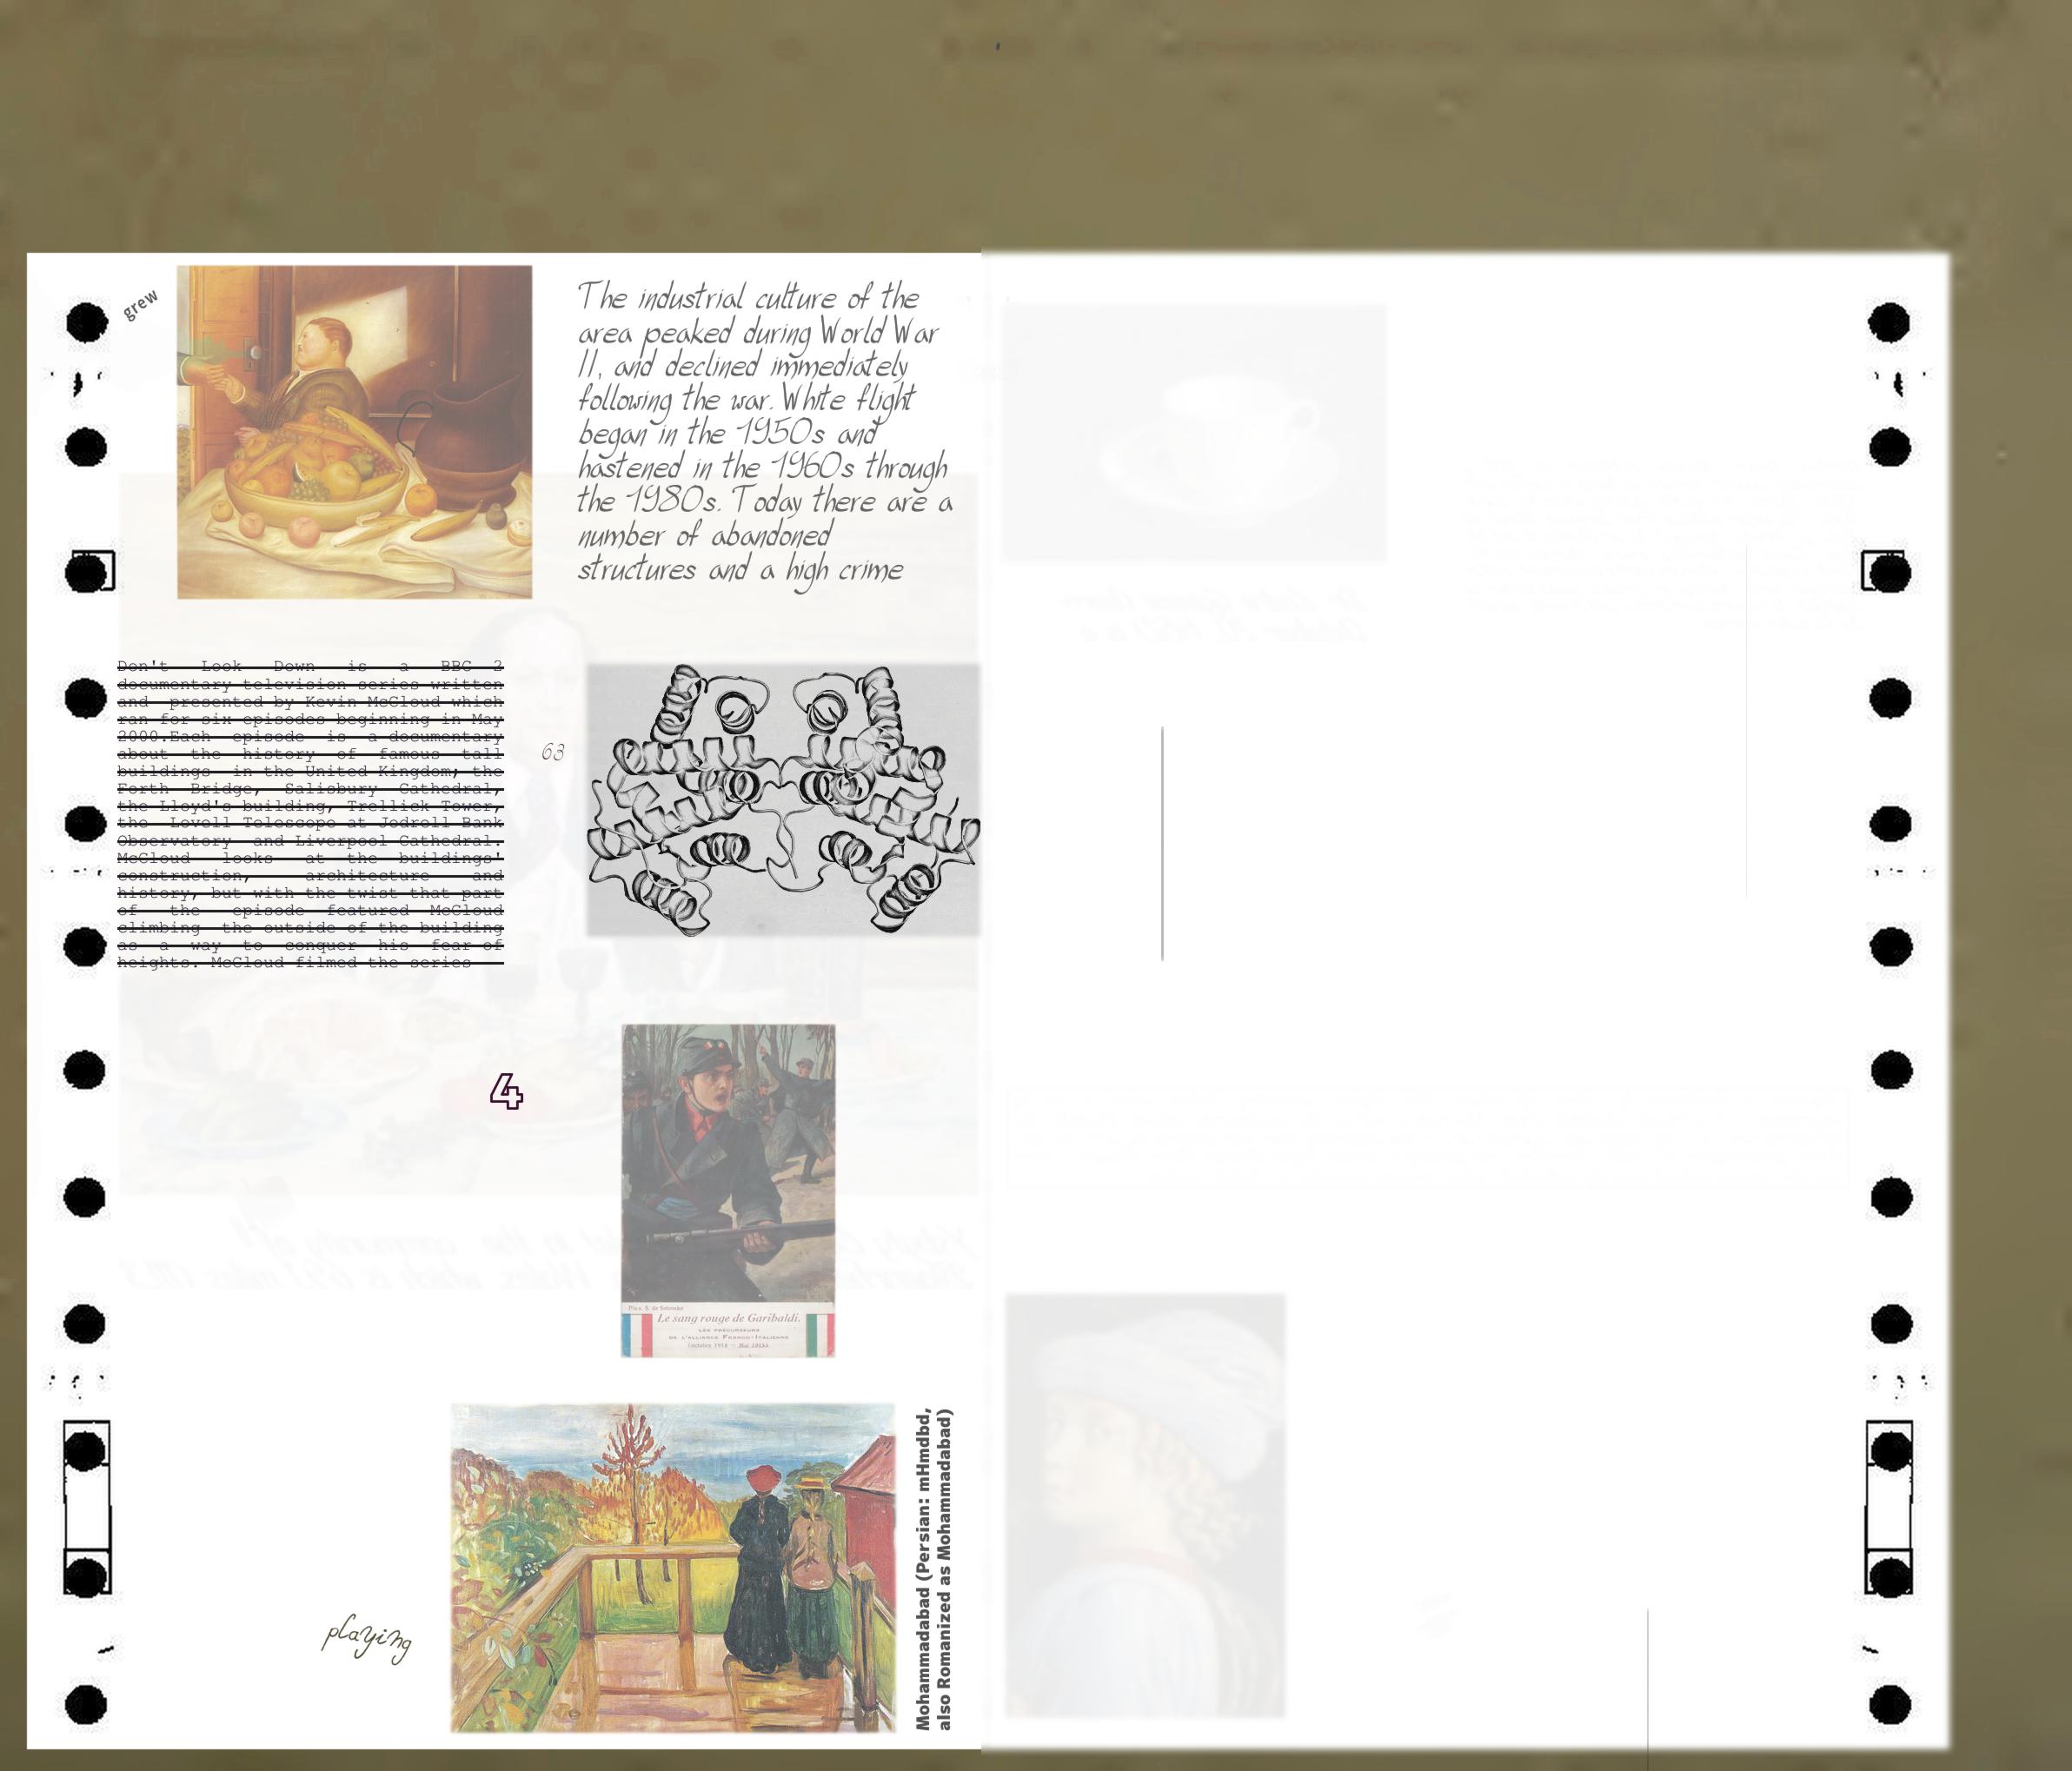 grew
The industrial culture of the
area peaked during World War
II, and declined immediately
following the war. White flight
began in the 1950s and
hastened in the 1960s through
the 1980s. Today there are a
number of abandoned
structures and a high crime
Don't Look Down is a BBC 2
documentary television series written
and presented by Kevin McCloud which
ran for six episodes beginning in May
2000.Each episode is a documentary
about the history of famous tall
buildings in the United Kingdom; the
Forth Bridge, Salisbury Cathedral,
the Lloyd's building, Trellick Tower,
the Lovell Telescope at Jodrell Bank
Observatory and Liverpool Cathedral.
McCloud looks at the buildings'
construction, architecture and
history, but with the twist that part
of the episode featured McCloud
climbing the outside of the building
as a way to conquer his fear of
heights. McCloud filmed the series
63
4
Le sang rouge de Garibaldi.
LES PRÉCURSEURS
DE L'ALLIANCE FRANCO-ITALIENNE
playing
Mohammadabad (Persian: mHmdbd,
also Romanized as Mohammadabad)